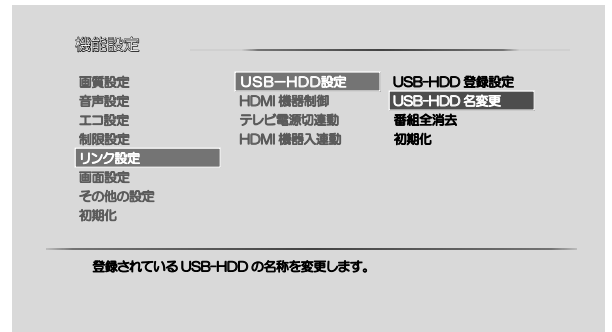 機能設定
画質設定
音声設定
エコ設定
制限設定
リンク設定
画面設定
その他の設定
初期化
USB-HDD設定
HDMI 機器制御
テレビ電源切連動
HDMI 機器入連動
USB-HDD 登録設定
USB-HDD 名変更
番組全消去
初期化
登録されている USB-HDD の名称を変更します。